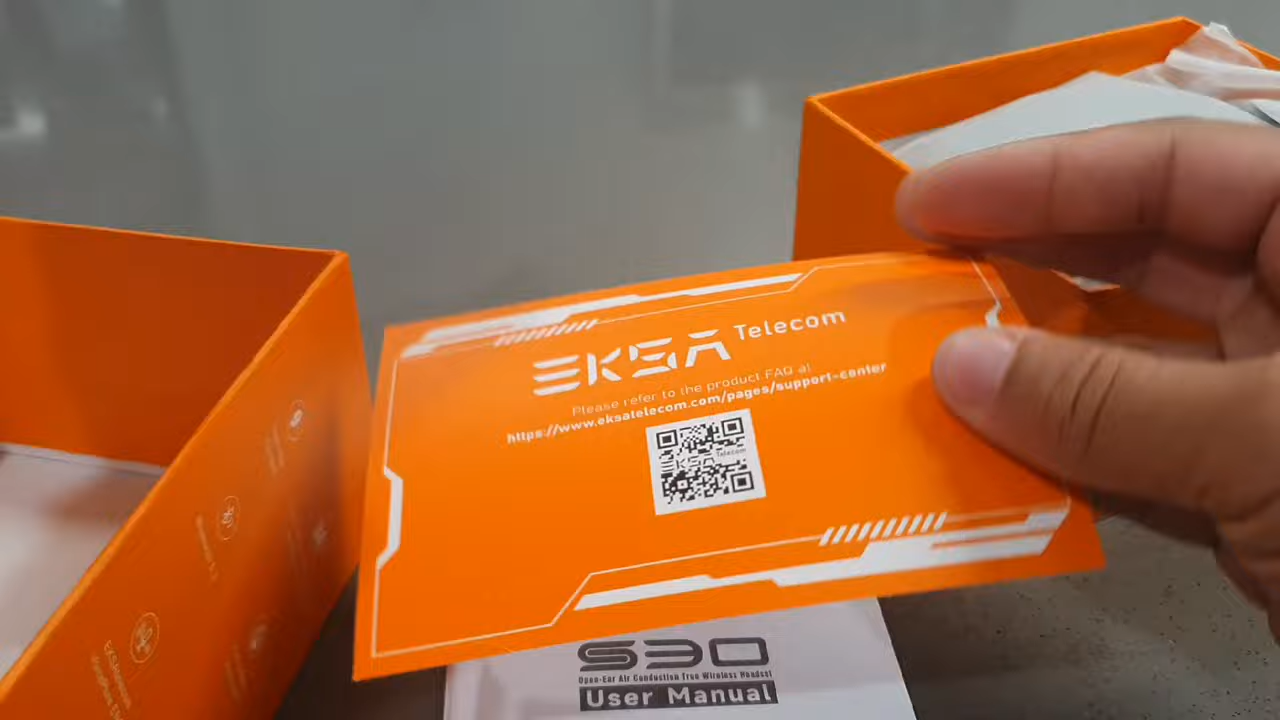 EKSA Telecom
Please refer to the product FAQ at
https://www.eksatelecom.com/pages/support-center
EKSA Telecom
S30
Open-Ear Air Conduction True Wireless Headset
User Manual